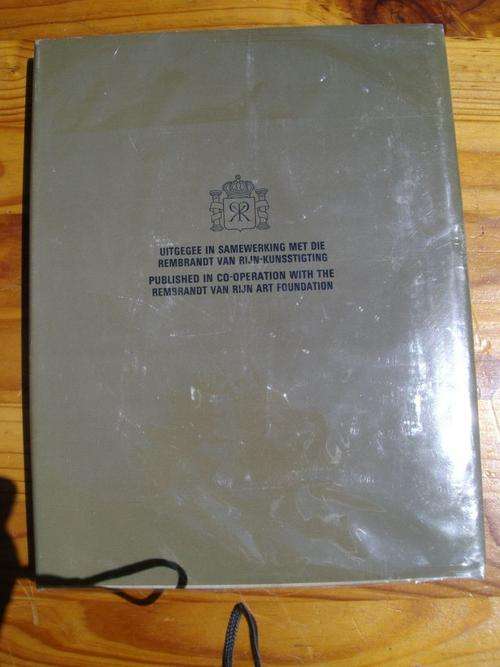 UITGEGEE IN SAMEWERKING MET DIE
REMBRANDT VAN RIJN-KUNSSTIGTING
PUBLISHED IN CO-OPERATION WITH THE
REMBRANDT VAN RIJN ART FOUNDATION